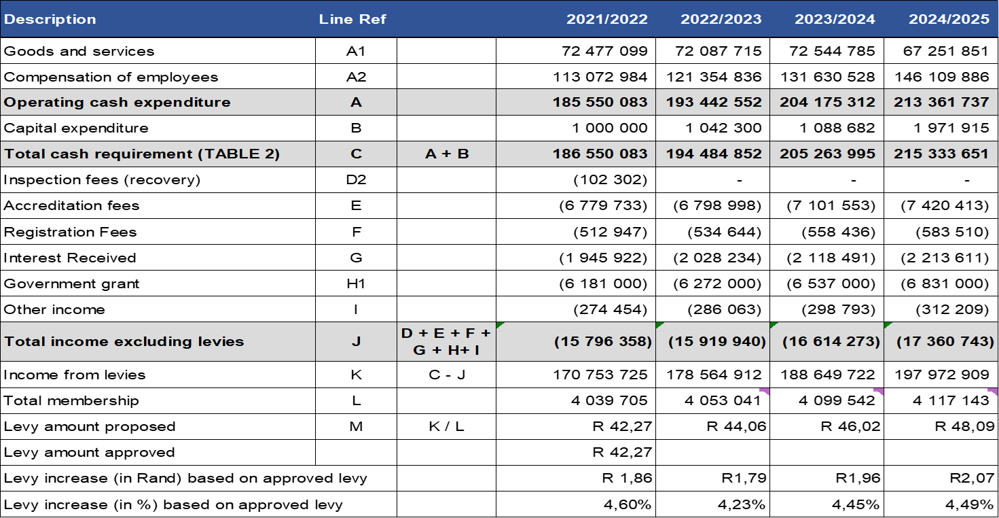 Description Line Ref 2021/2022 2022/2023 2023/2024 2024/2025
Goods and services A1 72 477 099 72 087 715 72 544 785 67 251 851
Compensation of employees A2 113 072 984 121 354 836 131 630 528 146 109 886
Operating cash expenditure A 185 550 083 193 442 552 204 175 312 213 361 737
Capital expenditure B 1 000 000 1 042 300 1 088 682 1 971 915
Total cash requirement (TABLE 2) C A + B 186 550 083 194 484 852 205 263 995 215 333 651
Inspection fees (recovery) D2 (102 302) - - -
Accreditation fees E (6 779 733) (6 798 998) (7 101 553) (7 420 413)
Registration Fees F (512 947) (534 644) (558 436) (583 510)
Interest Received G (1 945 922) (2 028 234) (2 118 491) (2 213 611)
Government grant H1 (6 181 000) (6 272 000) (6 537 000) (6 831 000)
Other income I (274 454) (286 063) (298 793) (312 209)
Total income excluding levies J D + E + F +
G + H+ I (15 796 358) (15 919 940) (16 614 273) (17 360 743)
Income from levies K C - J 170 753 725 178 564 912 188 649 722 197 972 909
Total membership L 4 039 705 4 053 041 4 099 542 4 117 143
Levy amount proposed M K / L R 42,27 R 44,06 R 46,02 R 48,09
Levy amount approved R 42,27
Levy increase (in Rand) based on approved levy R 1,86 R1,79 R1,96 R2,07
Levy increase (in %) based on approved levy 4,60% 4,23% 4,45% 4,49%